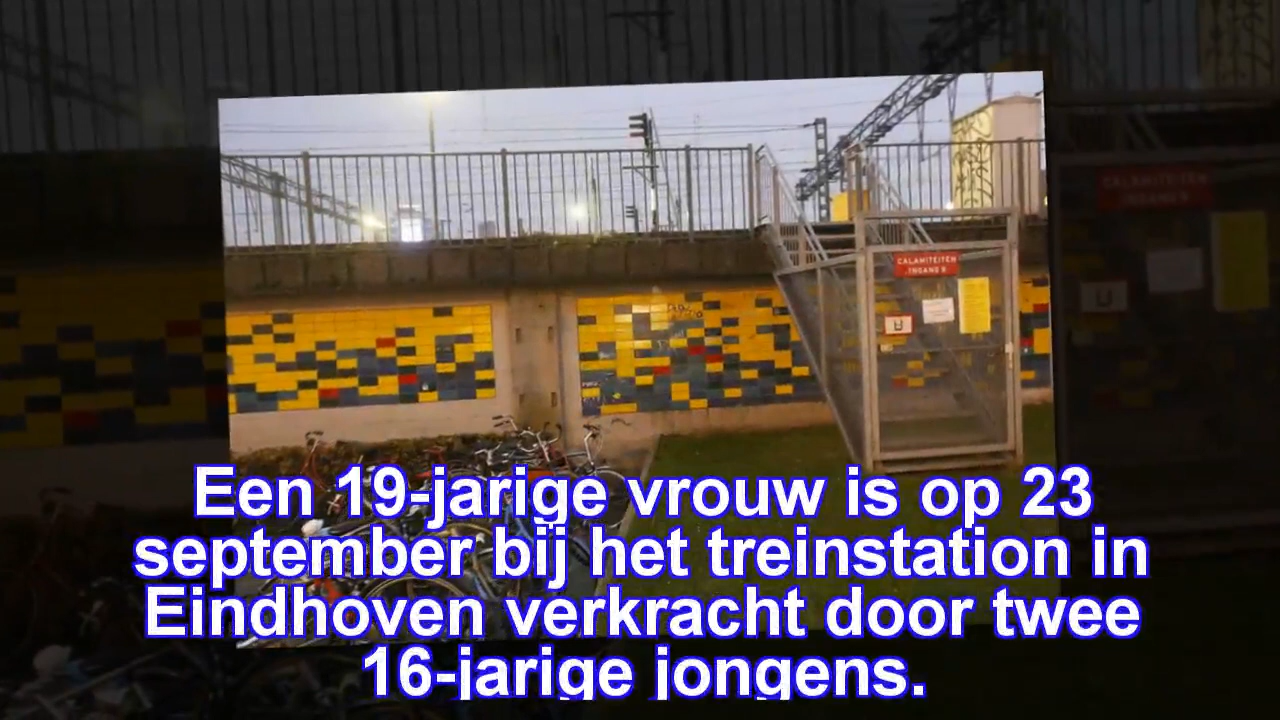 CALAMITEITEN
INGANG B
Een 19-jarige vrouw is op 23
september bij het treinstation in
Eindhoven verkracht door twee
16-jarige jongens.